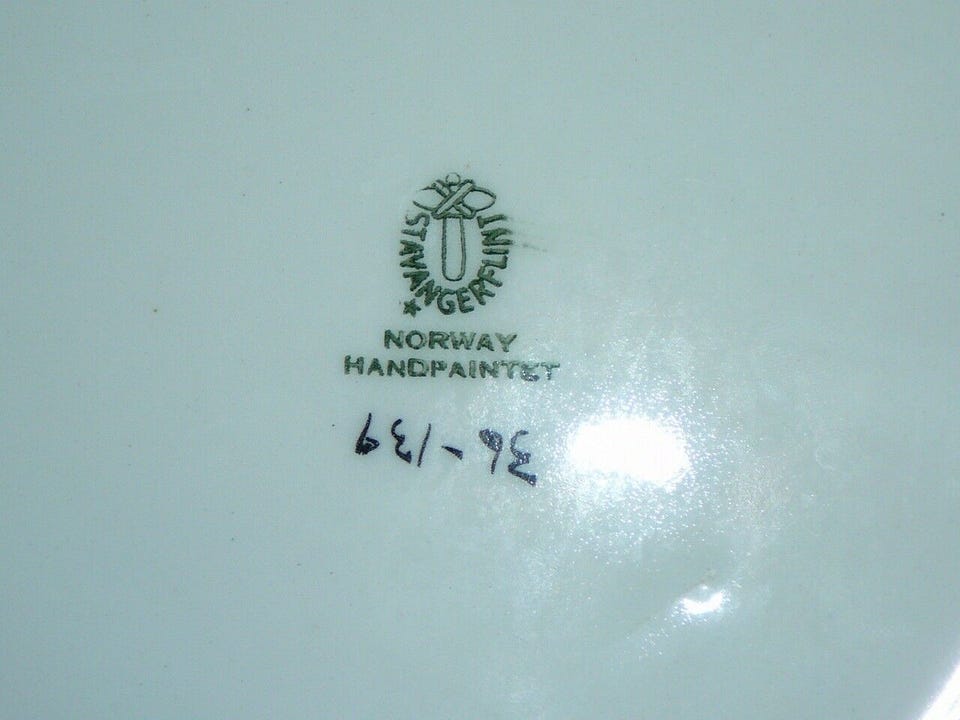 STAVANGERFLINT
NORWAY
HANDPAINTET
36-139